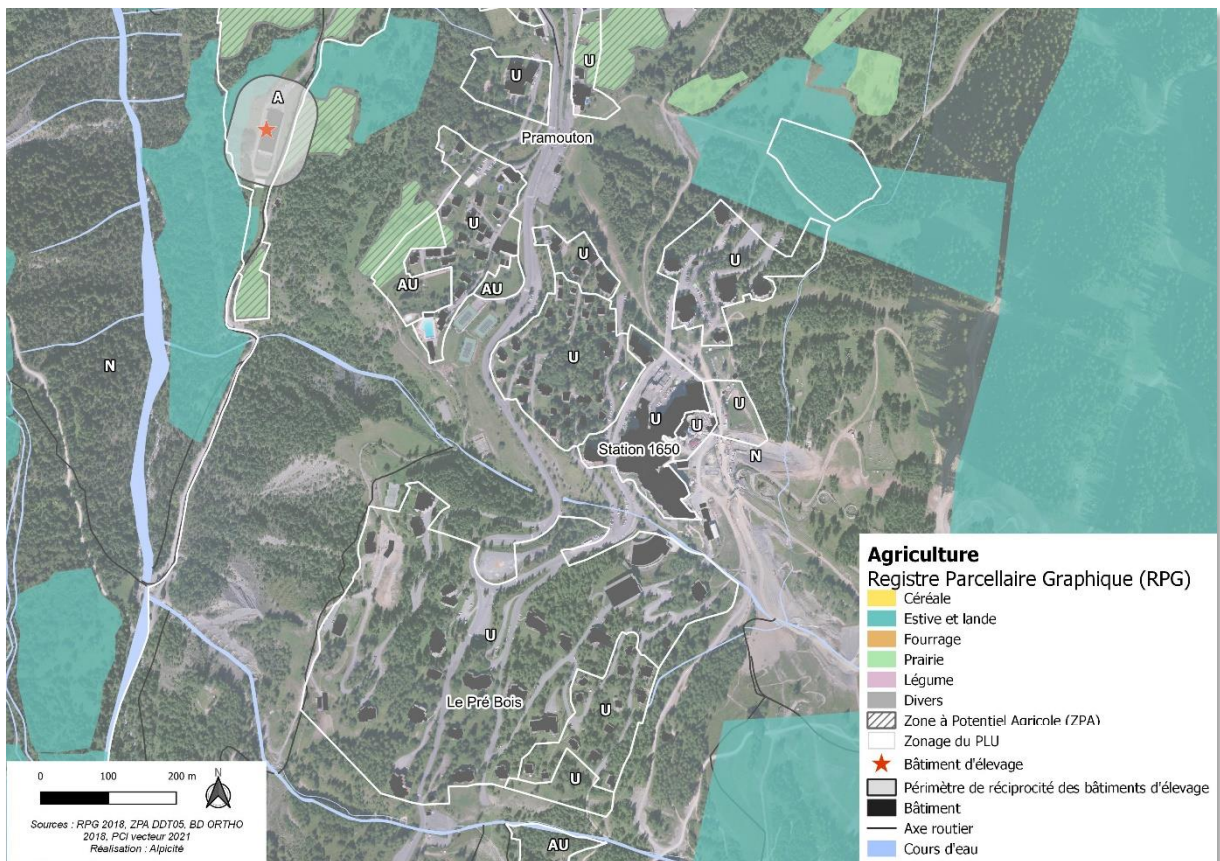 U
U
A
Pramouton
U
U
U
AU
AU
N
U
U
U
U
Station 1650
N
U
Le Pré Bois
U
U
AU
Agriculture
Registre Parcellaire Graphique (RPG)
Céréale
Estive et lande
Fourrage
Prairie
Légume
Divers
Zone à Potentiel Agricole (ZPA)
Zonage du PLU
Bâtiment d'élevage
Périmètre de réciprocité des bâtiments d'élevage
Bâtiment
Axe routier
Cours d'eau
0 100 200 m
N
Sources : RPG 2018, ZPA DDT05, BD ORTHO
2018, PCI vecteur 2021
Réalisation : Alpicité